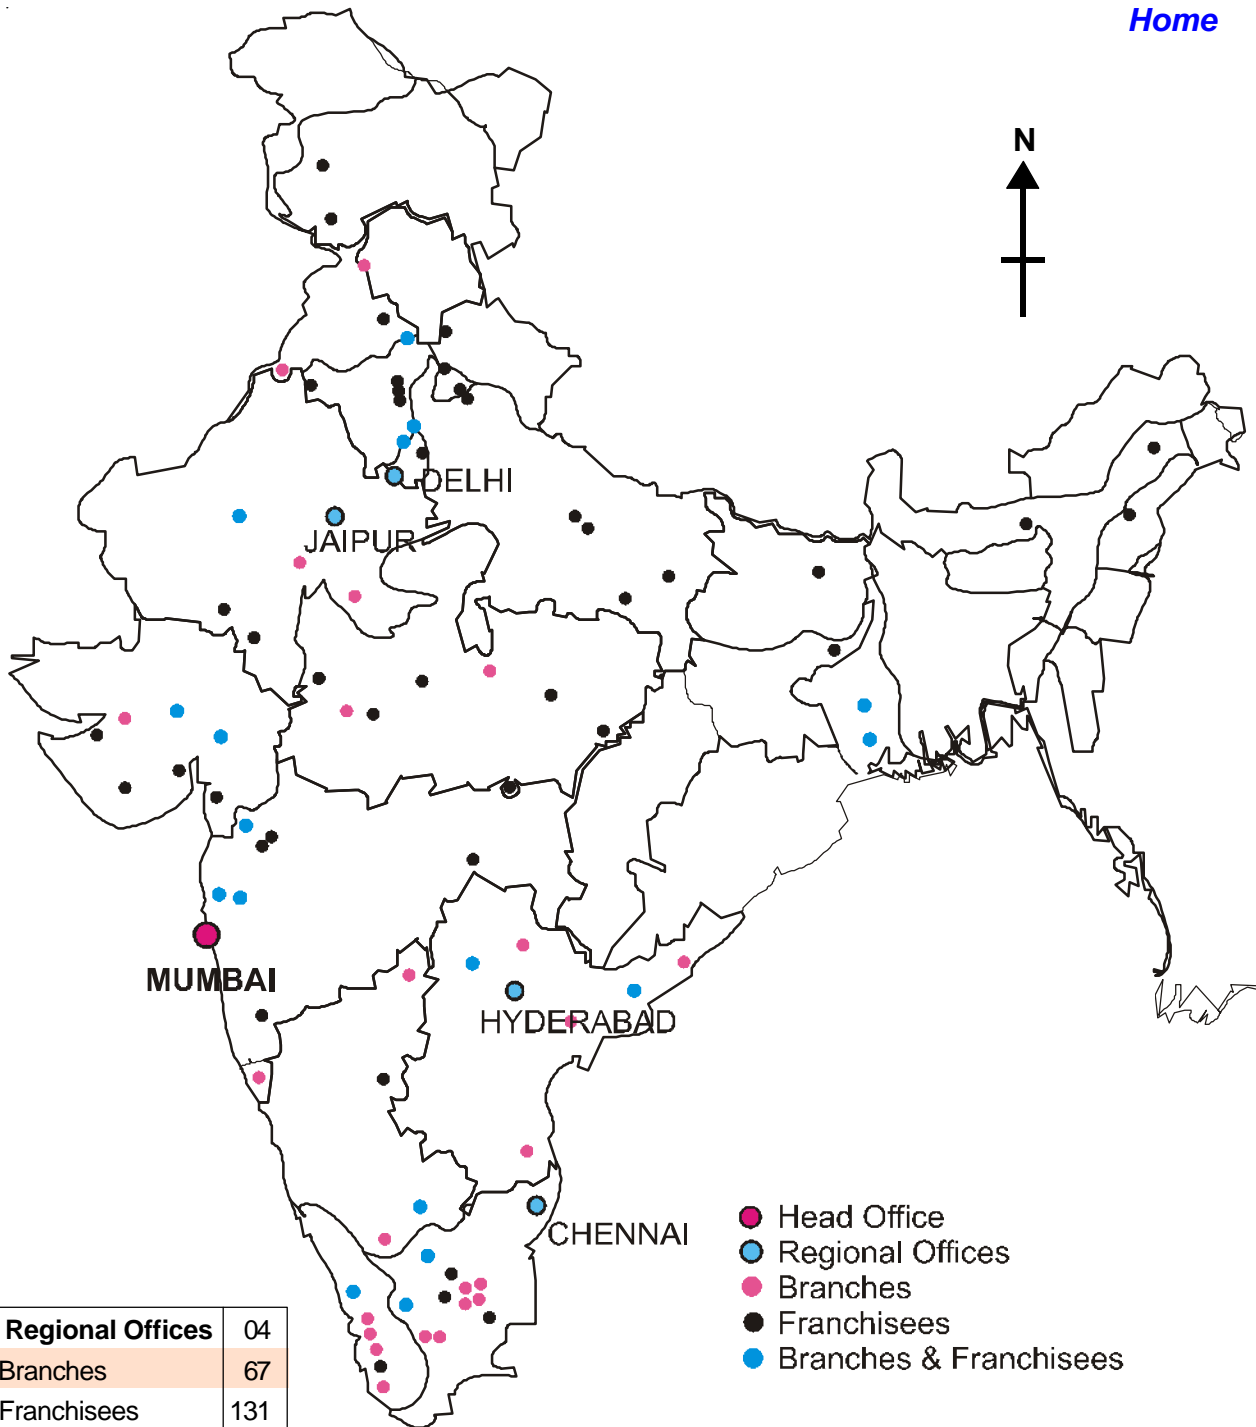 Home
N
DELHI
JAIPUR
MUMBAI
HYDERABAD
CHENNAI
Head Office
Regional Offices
Branches
Franchisees
Branches & Franchisees
Regional Offices 04
Branches 67
Franchisees 131